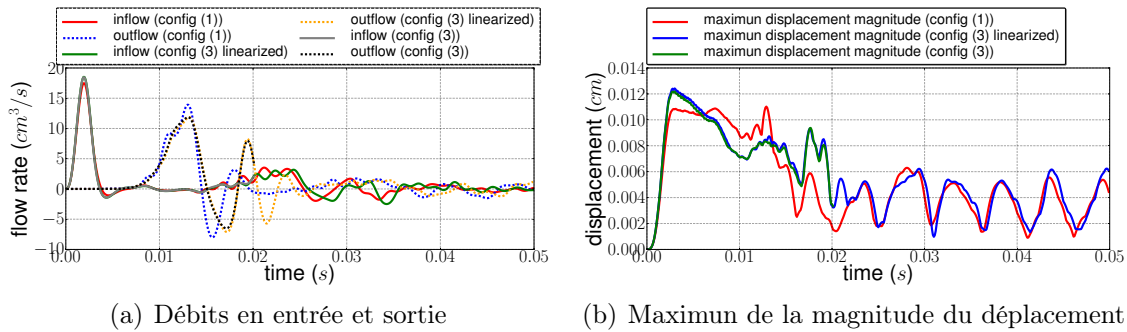 inflow (config (1))
outflow (config (1))
inflow (config (3) linearized)
outflow (config (3) linearized)
inflow (config (3))
outflow (config (3))
20
15
10
5
0
−5
−10
0.00 0.01 0.02 0.03 0.04 0.05
flow rate (cm³/s)
time (s)
(a) Débits en entrée et sortie
maximun displacement magnitude (config (1))
maximun displacement magnitude (config (3) linearized)
maximun displacement magnitude (config (3))
0.014
0.012
0.010
0.008
0.006
0.004
0.002
0.000
0.00 0.01 0.02 0.03 0.04 0.05
displacement (cm)
time (s)
(b) Maximun de la magnitude du déplacement